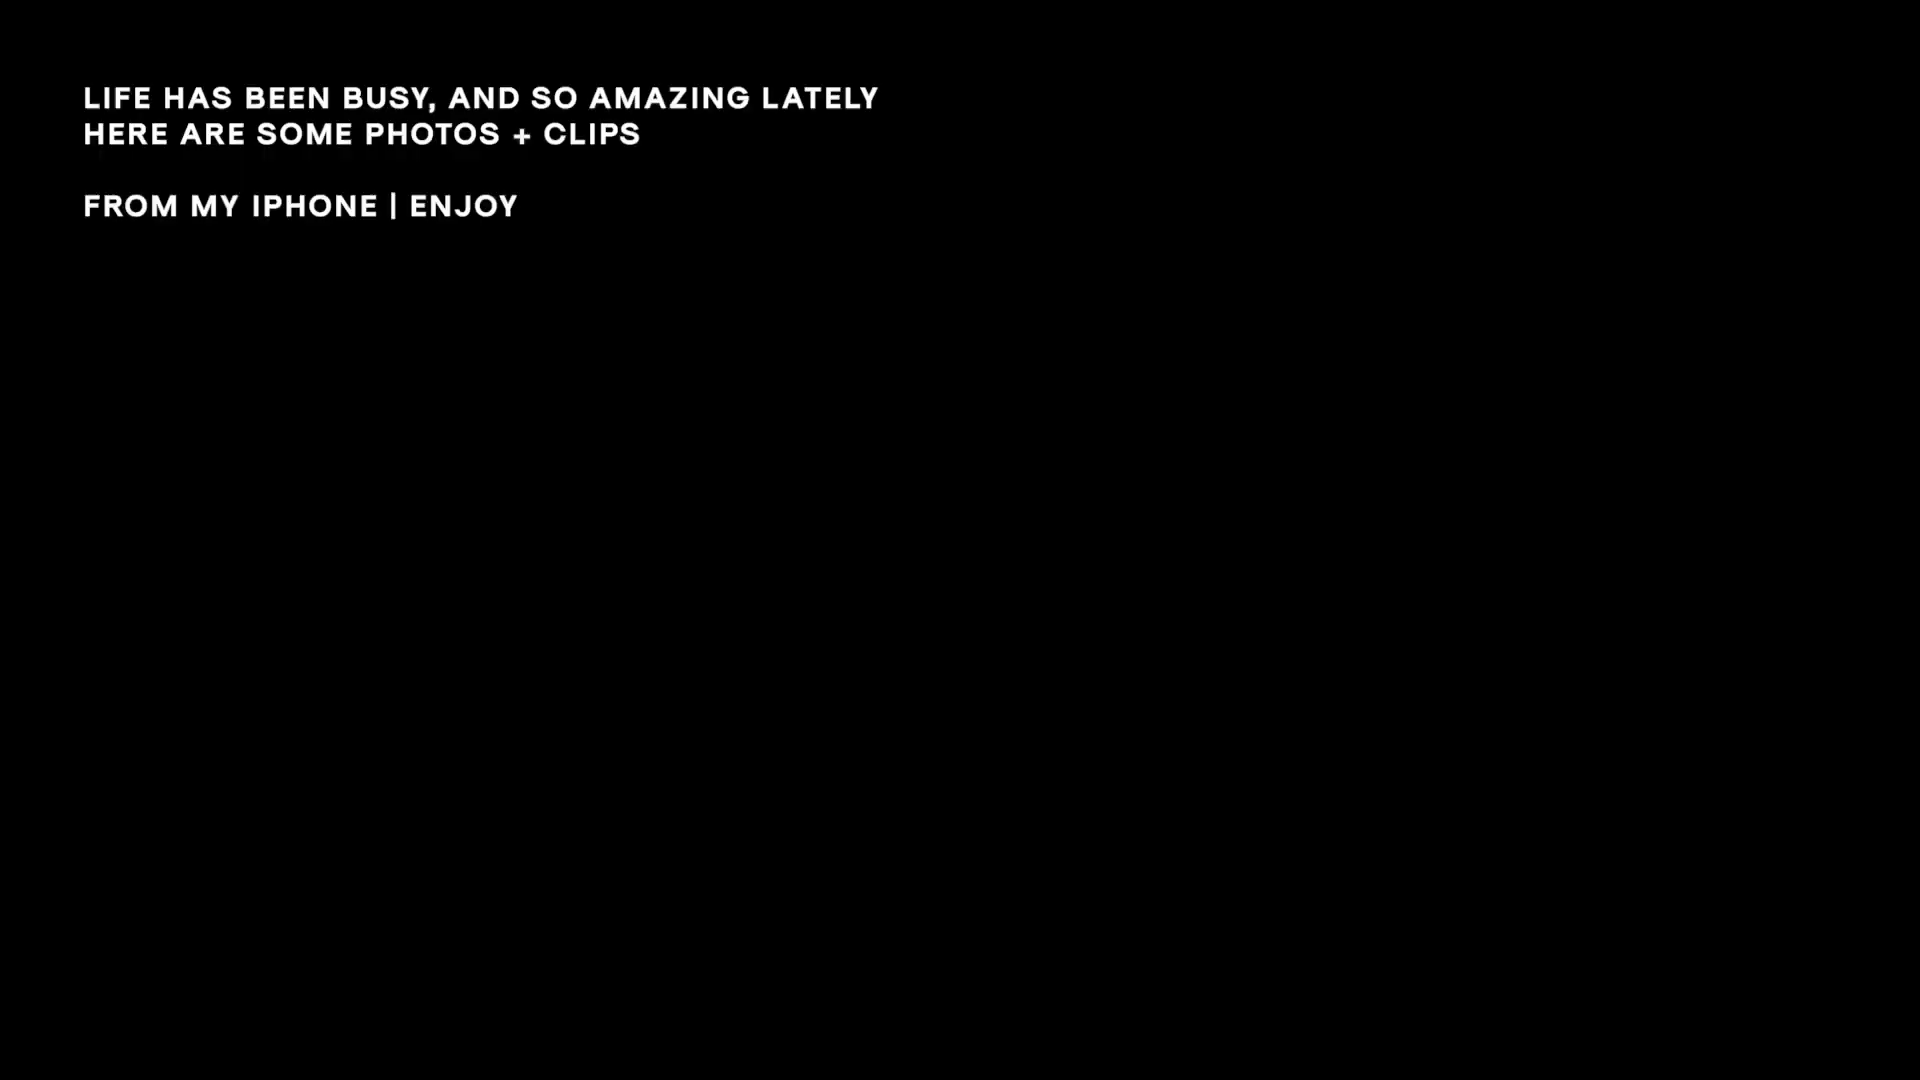 LIFE HAS BEEN BUSY, AND SO AMAZING LATELY
HERE ARE SOME PHOTOS + CLIPS
FROM MY IPHONE | ENJOY